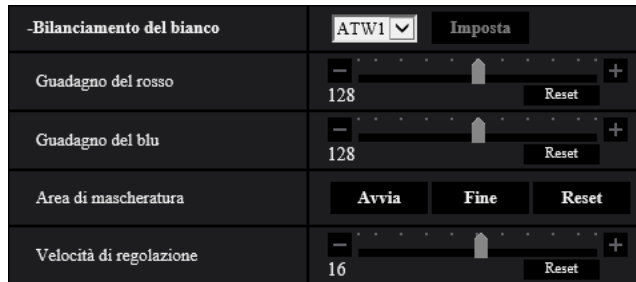 -Bilanciamento del bianco ATW1 Imposta
Guadagno del rosso − +
128 Reset
Guadagno del blu − +
128 Reset
Area di mascheratura Avvia Fine Reset
Velocità di regolazione − +
16 Reset